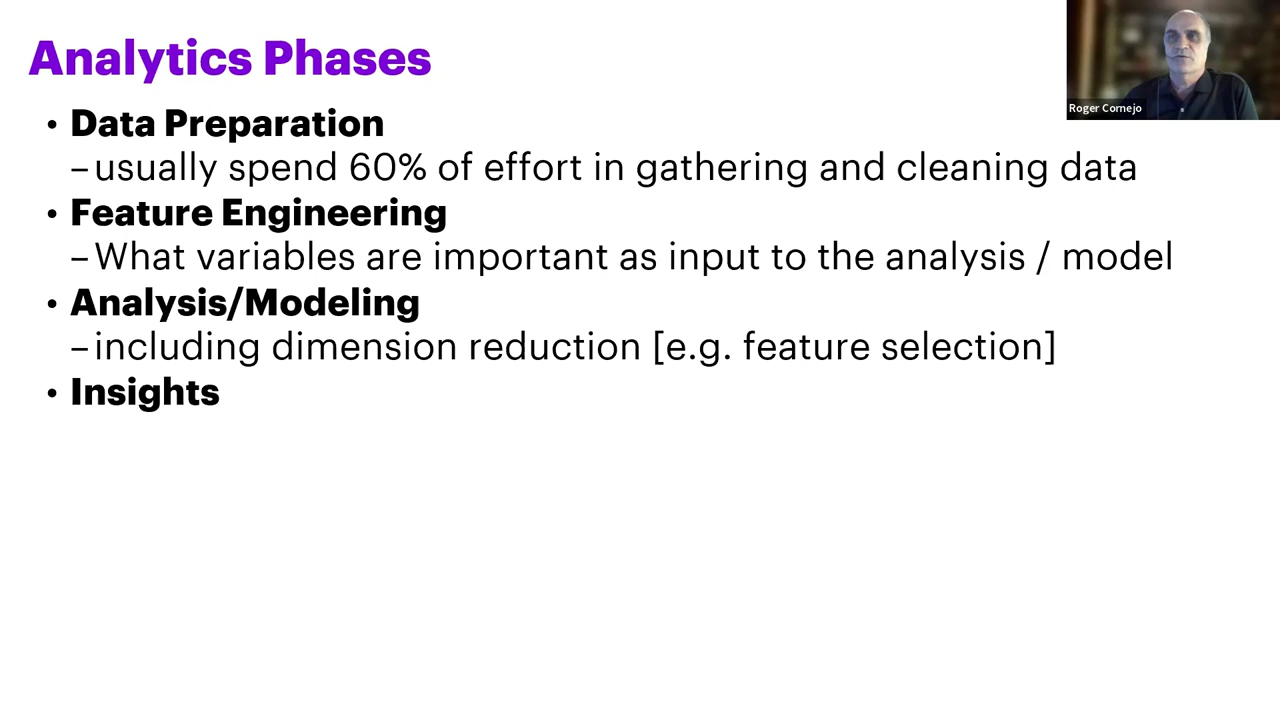 Analytics Phases
• Data Preparation
– usually spend 60% of effort in gathering and cleaning data
• Feature Engineering
– What variables are important as input to the analysis / model
• Analysis/Modeling
– including dimension reduction [e.g. feature selection]
• Insights
Roger Cornejo